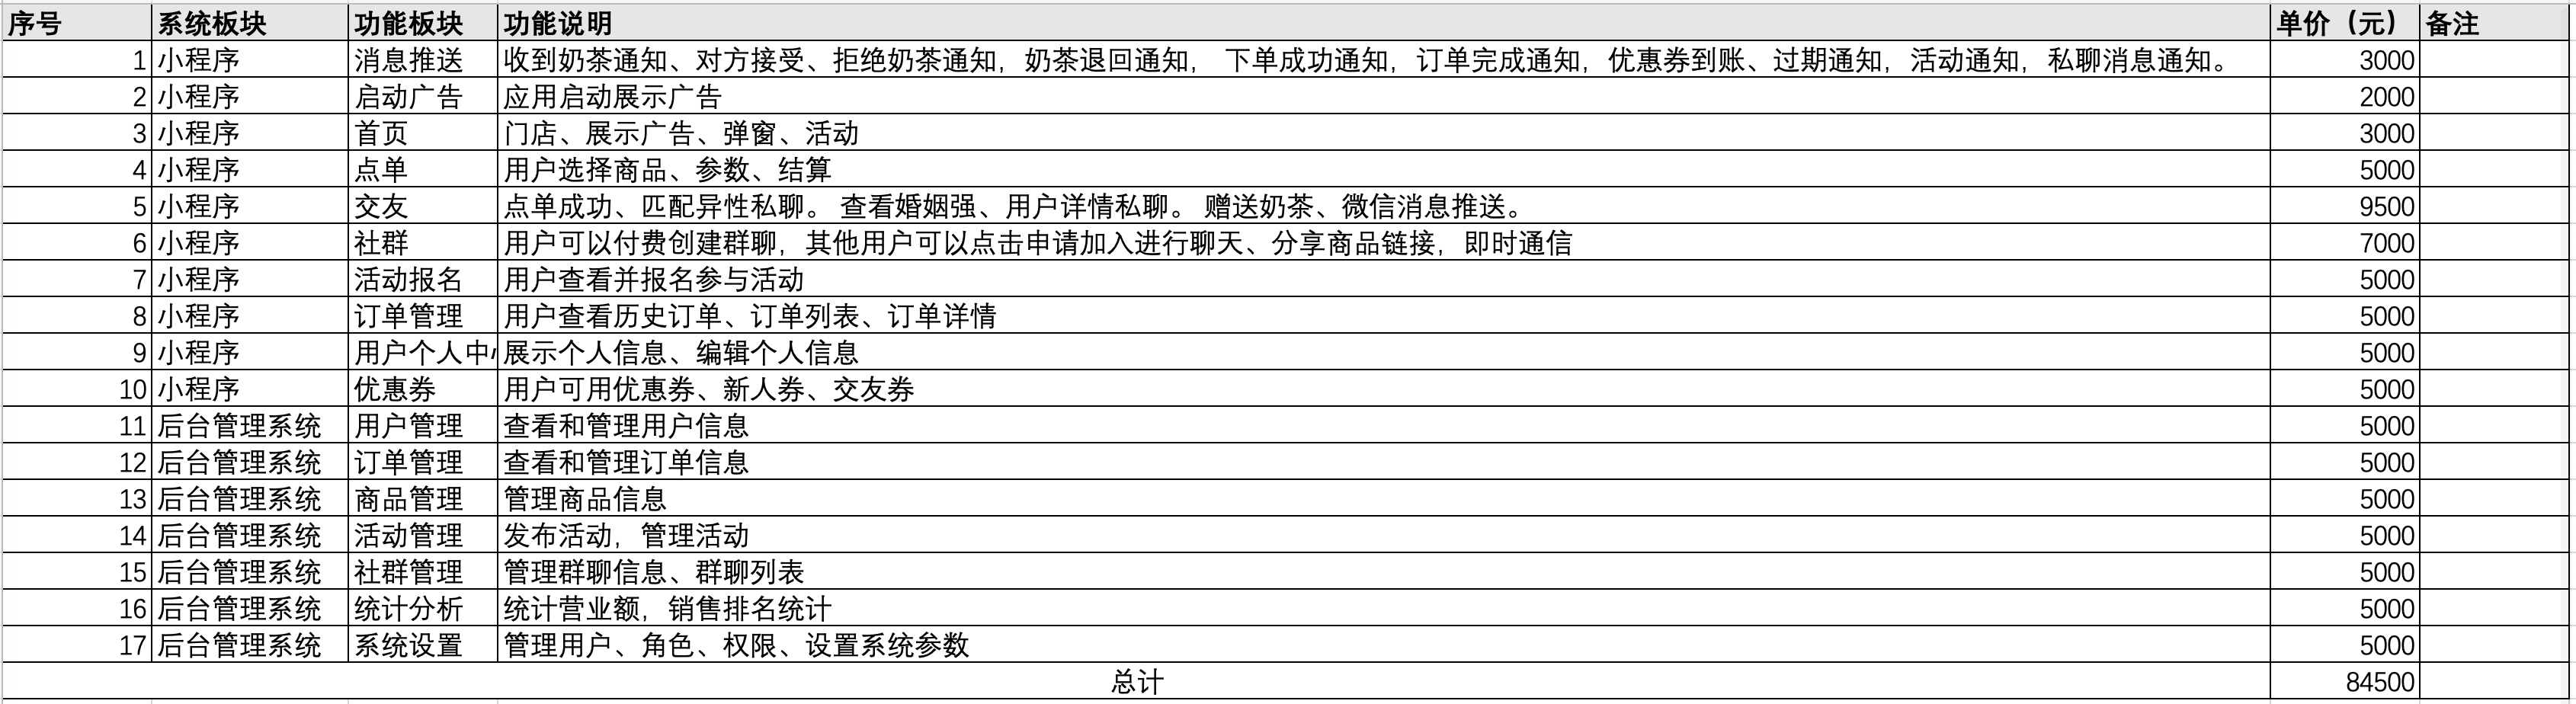 序号 系统板块 功能板块 功能说明 单价（元） 备注
1 小程序 消息推送 收到奶茶通知、对方接受、拒绝奶茶通知，奶茶退回通知， 下单成功通知，订单完成通知，优惠券到账、过期通知，活动通知，私聊消息通知。 3000
2 小程序 启动广告 应用启动展示广告 2000
3 小程序 首页 门店、展示广告、弹窗、活动 3000
4 小程序 点单 用户选择商品、参数、结算 5000
5 小程序 交友 点单成功、匹配异性私聊。 查看婚姻强、用户详情私聊。 赠送奶茶、微信消息推送。 9500
6 小程序 社群 用户可以付费创建群聊，其他用户可以点击申请加入进行聊天、分享商品链接，即时通信 7000
7 小程序 活动报名 用户查看并报名参与活动 5000
8 小程序 订单管理 用户查看历史订单、订单列表、订单详情 5000
9 小程序 用户个人中 展示个人信息、编辑个人信息 5000
10 小程序 优惠券 用户可用优惠券、新人券、交友券 5000
11 后台管理系统 用户管理 查看和管理用户信息 5000
12 后台管理系统 订单管理 查看和管理订单信息 5000
13 后台管理系统 商品管理 管理商品信息 5000
14 后台管理系统 活动管理 发布活动，管理活动 5000
15 后台管理系统 社群管理 管理群聊信息、群聊列表 5000
16 后台管理系统 统计分析 统计营业额，销售排名统计 5000
17 后台管理系统 系统设置 管理用户、角色、权限、设置系统参数 5000
总计 84500